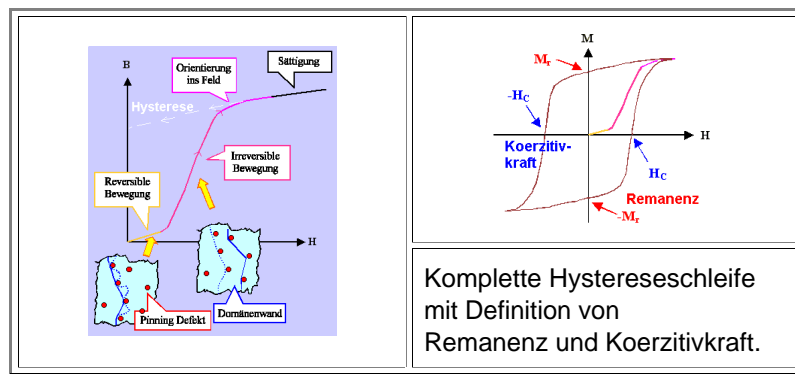 B
Orientierung
ins Feld
Sättigung
Hysterese
Irreversible
Bewegung
Reversible
Bewegung
H
Pinning Defekt
Domänenwand
M
Mr
-HC
H
Koerzitiv-
kraft
HC
Remanenz
-Mr
Komplette Hystereseschleife
mit Definition von
Remanenz und Koerzitivkraft.